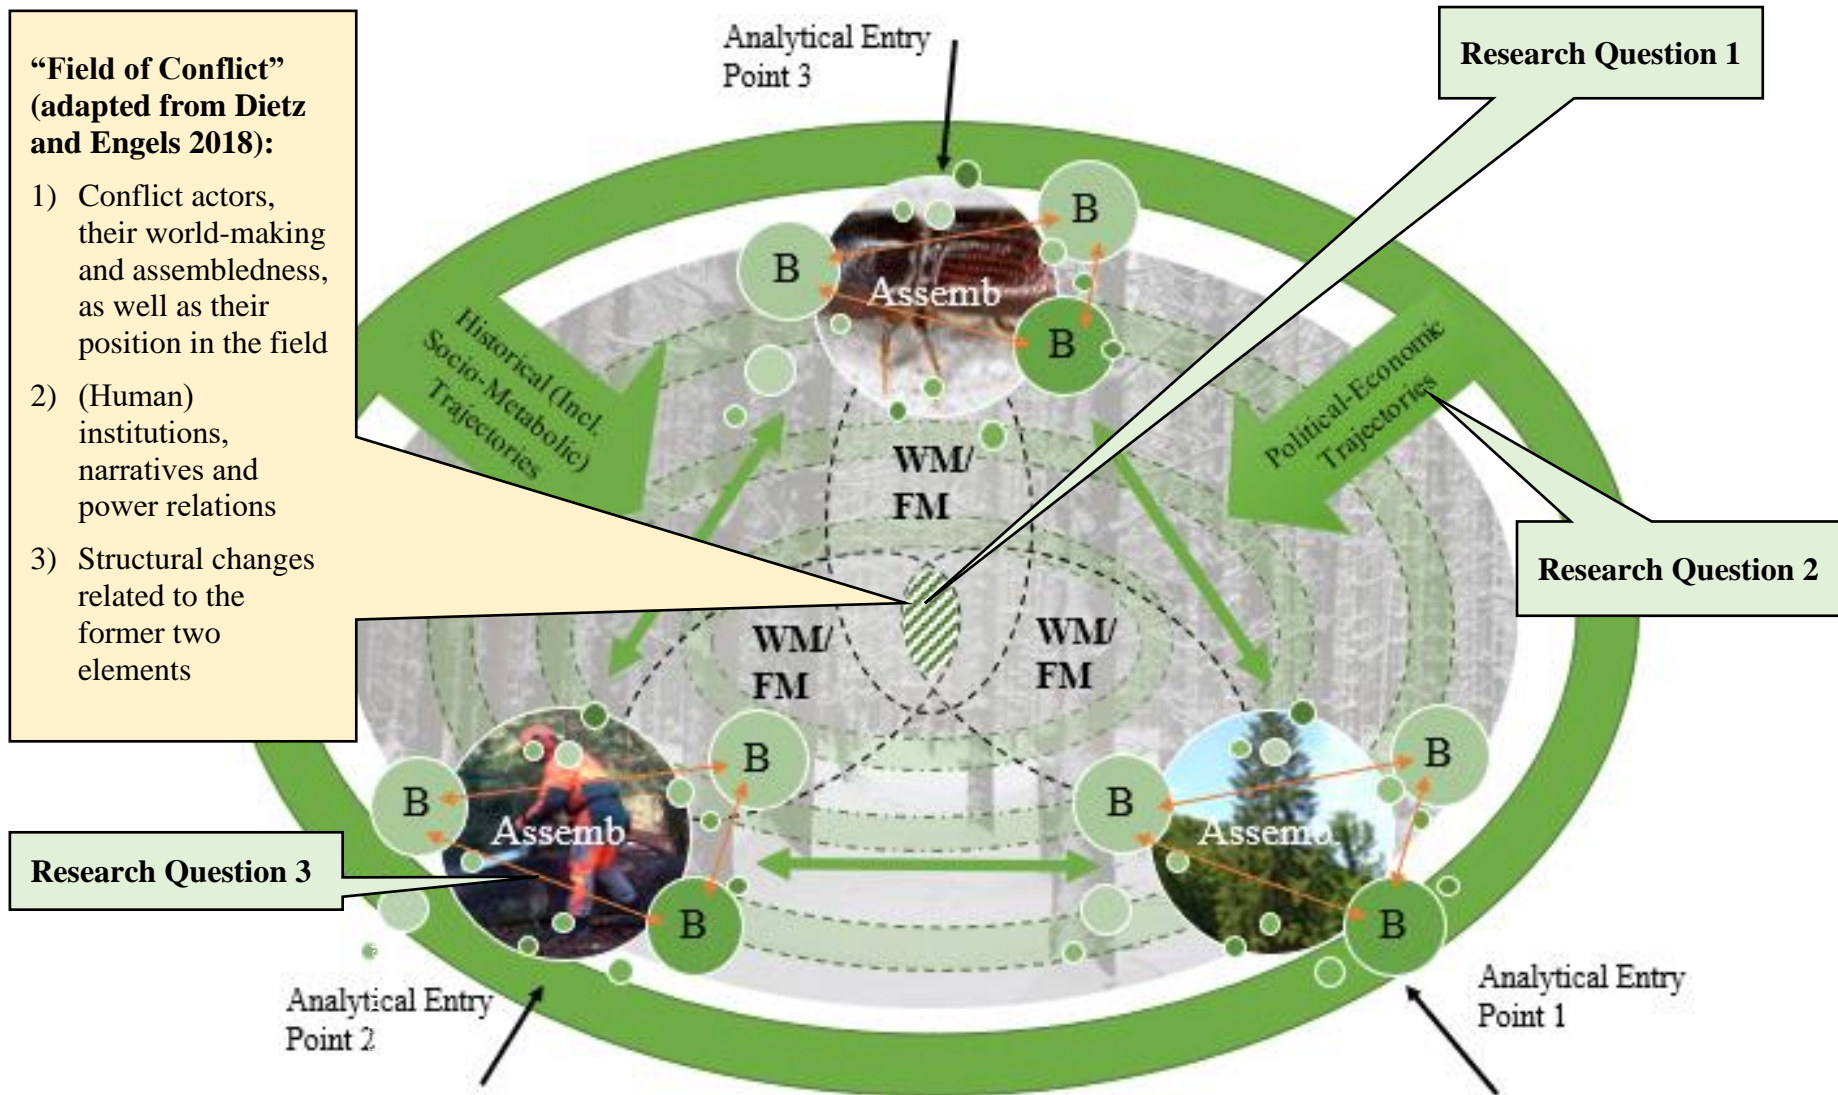 “Field of Conflict”
(adapted from Dietz
and Engels 2018):
1) Conflict actors,
their world-making
and assembledness,
as well as their
position in the field
2) (Human)
institutions,
narratives and
power relations
3) Structural changes
related to the
former two
elements
Analytical Entry
Point 3
Research Question 1
B
B
Assemb
B
Historical (Incl.
Socio-Metabolic)
Trajectories
Political-Economic
Trajectories
WM/
FM
Research Question 2
WM/
FM
WM/
FM
B
B
Assemb
B
B
B
Assemb
B
Research Question 3
Analytical Entry
Point 2
Analytical Entry
Point 1